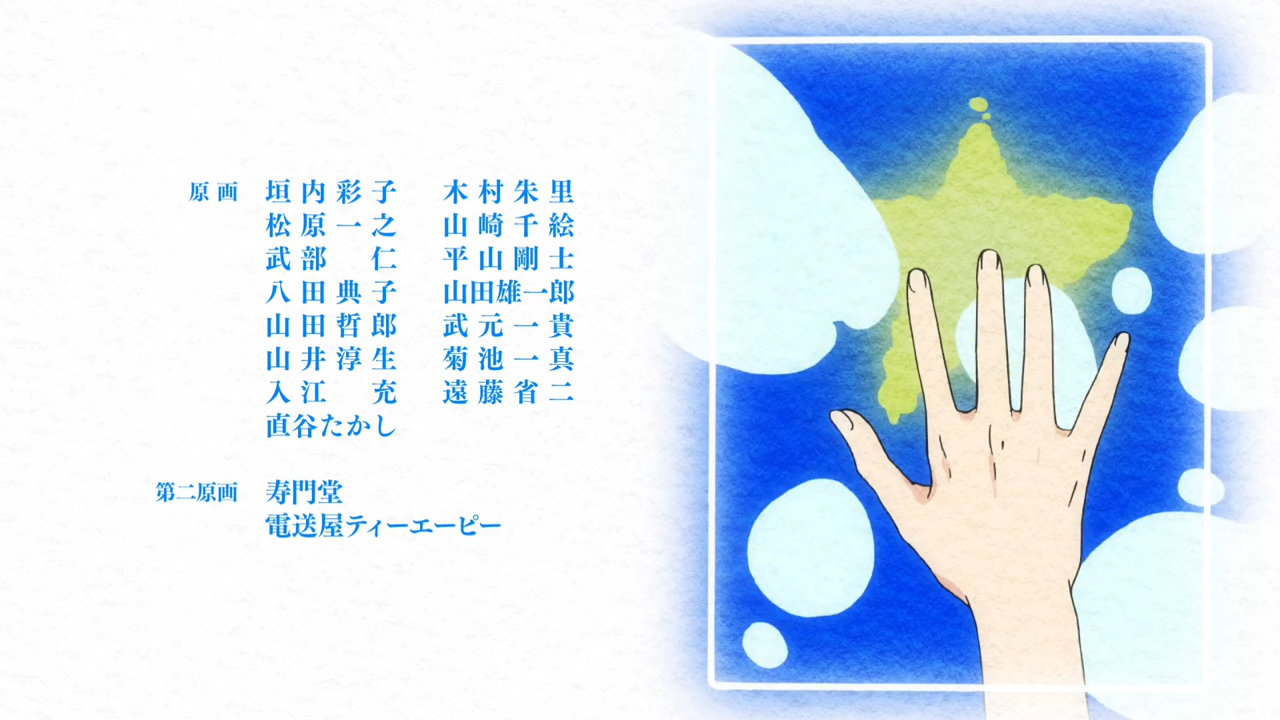 原画 垣内彩子 木村朱里
松原一之 山崎千絵
武部 仁 平山剛士
八田典子 山田雄一郎
山田哲郎 武元一貴
山井淳生 菊池一真
入江 充 遠藤省二
直谷たかし
第二原画 寿門堂
電送屋ティーエーピー